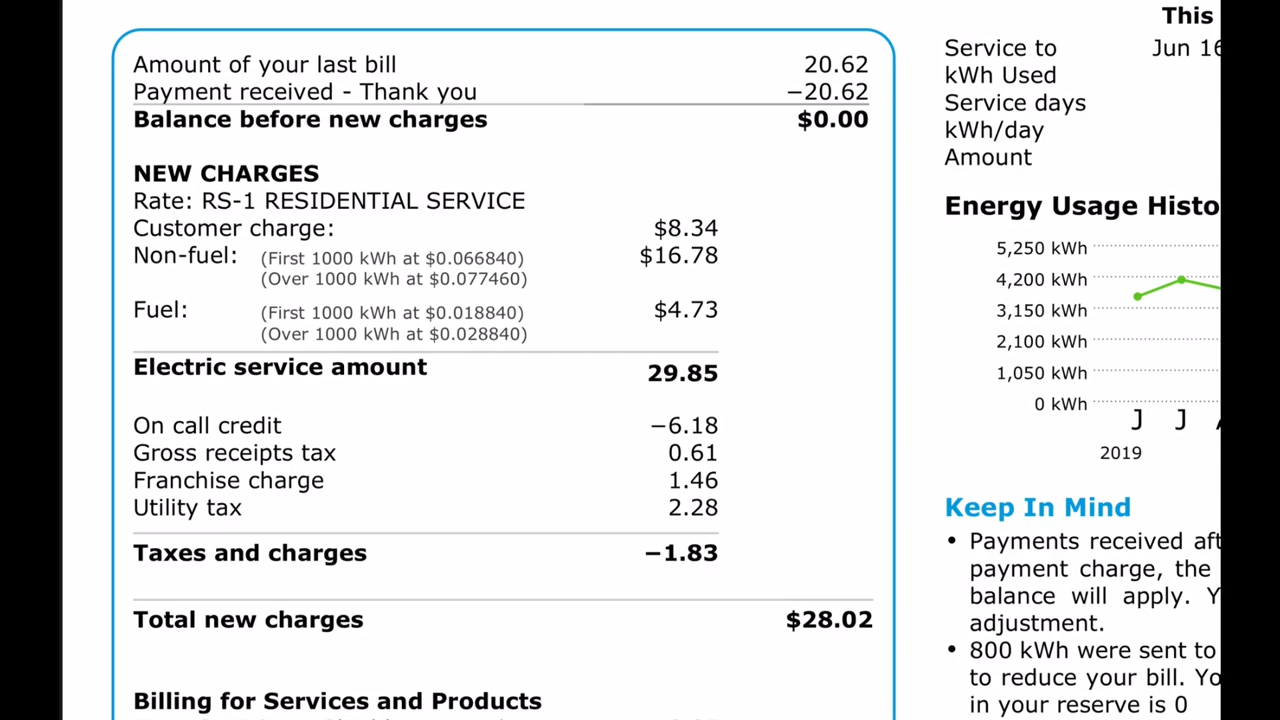 Amount of your last bill 20.62
Payment received - Thank you −20.62
Balance before new charges $0.00
NEW CHARGES
Rate: RS-1 RESIDENTIAL SERVICE
Customer charge: $8.34
Non-fuel: (First 1000 kWh at $0.066840) $16.78
(Over 1000 kWh at $0.077460)
Fuel: (First 1000 kWh at $0.018840) $4.73
(Over 1000 kWh at $0.028840)
Electric service amount 29.85
On call credit −6.18
Gross receipts tax 0.61
Franchise charge 1.46
Utility tax 2.28
Taxes and charges −1.83
Total new charges $28.02
Billing for Services and Products
This
Service to Jun 16
kWh Used
Service days
kWh/day
Amount
Energy Usage Histo
5,250 kWh
4,200 kWh
3,150 kWh
2,100 kWh
1,050 kWh
0 kWh
J J
2019
Keep In Mind
• Payments received aft
payment charge, the
balance will apply. Y
adjustment.
• 800 kWh were sent to
to reduce your bill. Yo
in your reserve is 0